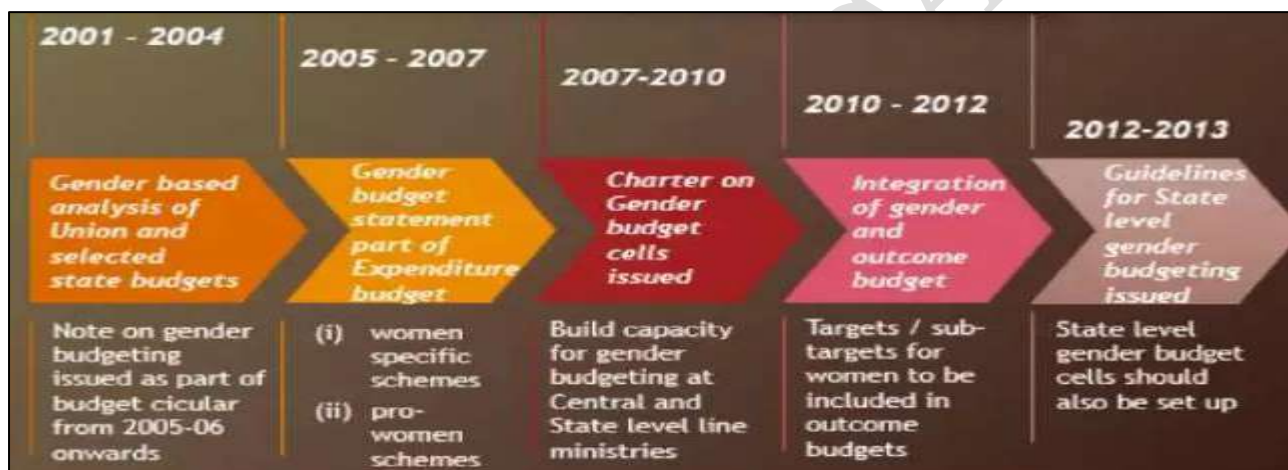 2001 - 2004
Gender based
analysis of
Union and
selected
state budgets
Note on gender
budgeting
issued as part of
budget cicular
from 2005-06
onwards
2005 - 2007
Gender
budget
statement
part of
Expenditure
budget
(i) women
specific
schemes
(ii) pro-
women
schemes
2007-2010
Charter on
Gender
budget
cells
issued
Build capacity
for gender
budgeting at
Central and
State level line
ministries
2010 - 2012
Integration
of gender
and
outcome
budget
Targets / sub-
targets for
women to be
included in
outcome
budgets
2012-2013
Guidelines
for State
level
gender
budgeting
issued
State level
gender budget
cells should
also be set up